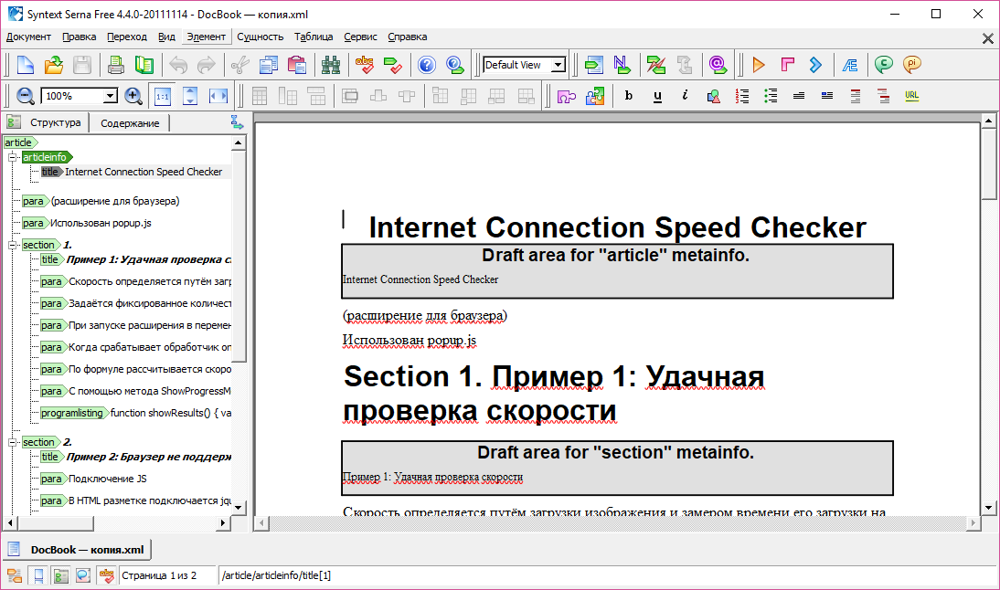 Syntext Serna Free 4.4.0-20111114 - DocBook — копия.xml
Документ Правка Переход Вид Элемент Сущность Таблица Сервис Справка
abc Default View N @ Æ C pi
100% 1:1 b u i URL
Структура Содержание
article
articleinfo
title Internet Connection Speed Checker
para (расширение для браузера)
para Использован popup.js
section 1.
title Пример 1: Удачная проверка с
para Скорость определяется путём загр
para Задаётся фиксированное количест
para При запуске расширения в перемен
para Когда срабатывает обработчик оп
para По формуле рассчитывается скоро
para С помощью метода ShowProgressM
programlisting function showResults() { va
section 2.
title Пример 2: Браузер не поддерж
para Подключение JS
para В HTML разметке подключается jqu
Internet Connection Speed Checker
Draft area for "article" metainfo.
Internet Connection Speed Checker
(расширение для браузера)
Использован popup.js
Section 1. Пример 1: Удачная
проверка скорости
Draft area for "section" metainfo.
Пример 1: Удачная проверка скорости
Скорость определяется путём загрузки изображения и замером времени его загрузки на
DocBook — копия.xml
abc Страница 1 из 2 /article/articleinfo/title[1]